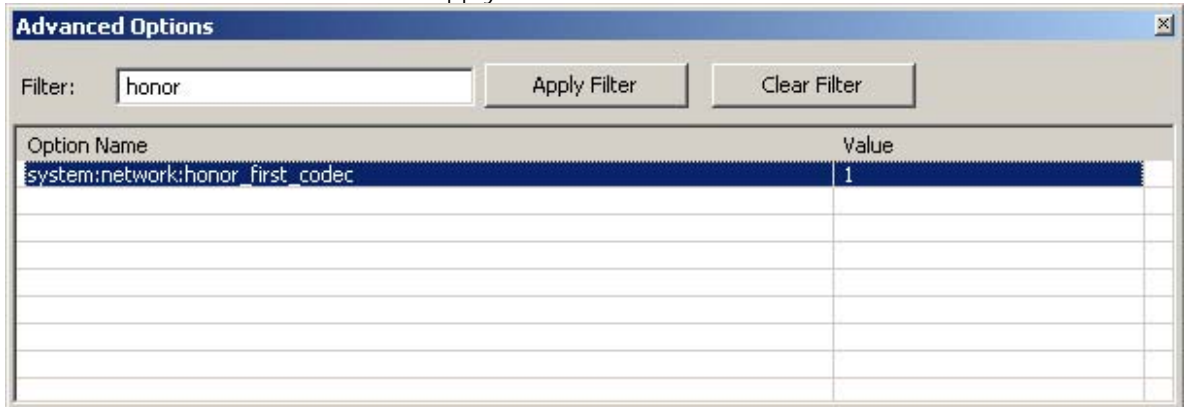 Advanced Options
Filter: honor Apply Filter Clear Filter
Option Name Value
system:network:honor_first_codec 1